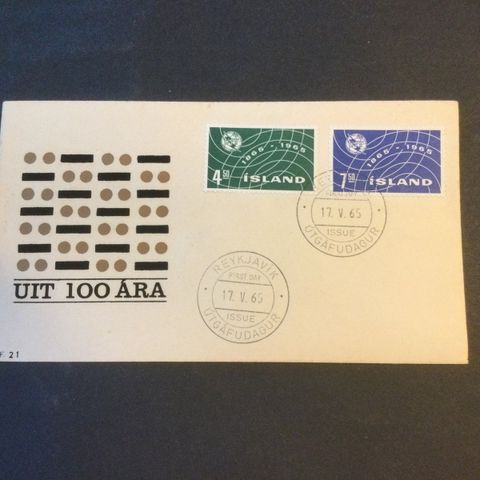 1865 - 1965
4.50 ÍSLAND
1865 - 1965
7.50 ÍSLAND
17. V. 65
ISSUE
ÚTGÁFUDAGUR
REYKJAVÍK
FIRST DAY
17. V. 65
ISSUE
ÚTGÁFUDAGUR
UIT 100 ÁRA
F 21